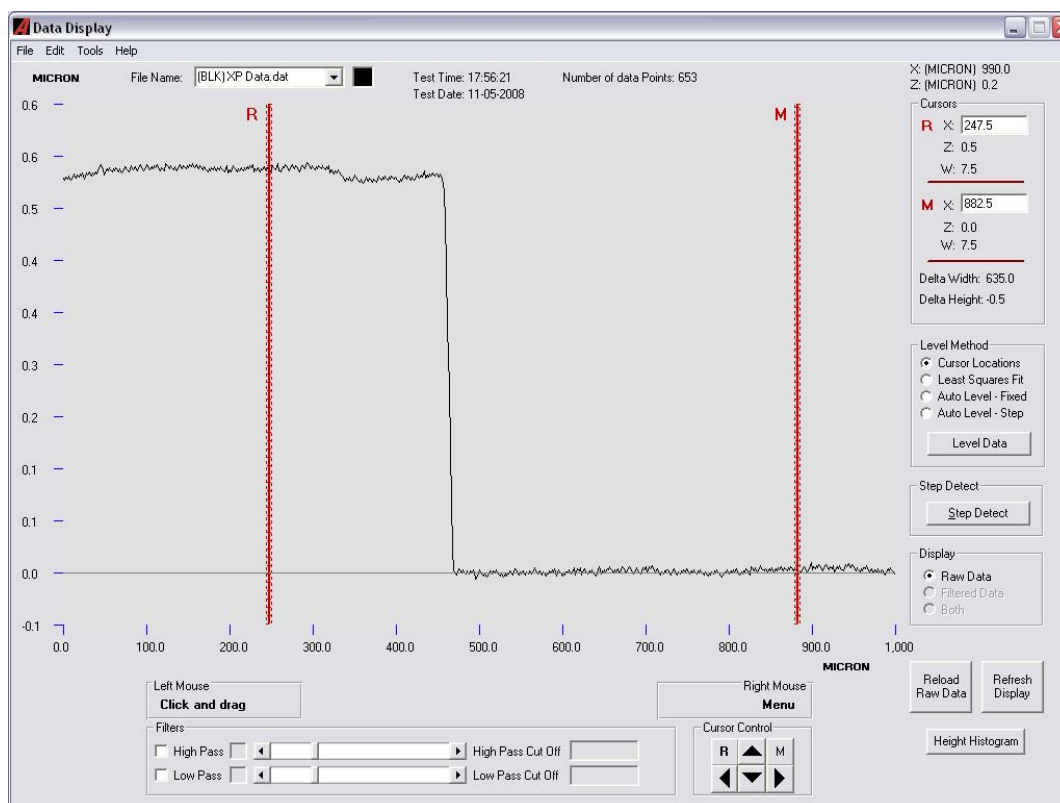 Data Display
File Edit Tools Help
MICRON
File Name: (BLK) XP Data.dat
Test Time: 17:56:21
Test Date: 11-05-2008
Number of data Points: 653
X: (MICRON) 990.0
Z: (MICRON) 0.2
0.6
0.6
0.5
0.4
0.4
0.3
0.2
0.1
0.1
0.0
-0.1
R
M
0.0 100.0 200.0 300.0 400.0 500.0 600.0 700.0 800.0 900.0 1,000
MICRON
Cursors
R X: 247.5
Z: 0.5
W: 7.5
M X: 882.5
Z: 0.0
W: 7.5
Delta Width: 635.0
Delta Height: -0.5
Level Method
Cursor Locations
Least Squares Fit
Auto Level - Fixed
Auto Level - Step
Level Data
Step Detect
Step Detect
Display
Raw Data
Filtered Data
Both
Reload
Raw Data
Refresh
Display
Height Histogram
Left Mouse
Click and drag
Right Mouse
Menu
Filters
High Pass
High Pass Cut Off
Low Pass
Low Pass Cut Off
Cursor Control
R M